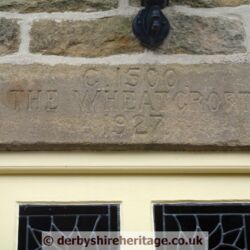 C.1500
THE WHEATCROFT
1927
© derbyshireheritage.co.uk